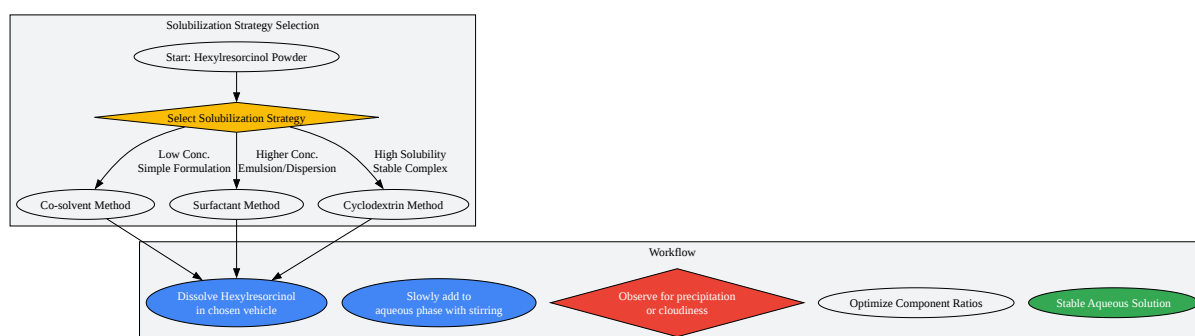 Solubilization Strategy Selection
Start: Hexylresorcinol Powder
Select Solubilization Strategy
Low Conc.
Simple Formulation
Higher Conc.
Emulsion/Dispersion
High Solubility
Stable Complex
Co-solvent Method
Surfactant Method
Cyclodextrin Method
Workflow
Dissolve Hexylresorcinol
in chosen vehicle
Slowly add to
aqueous phase with stirring
Observe for precipitation
or cloudiness
Optimize Component Ratios
Stable Aqueous Solution